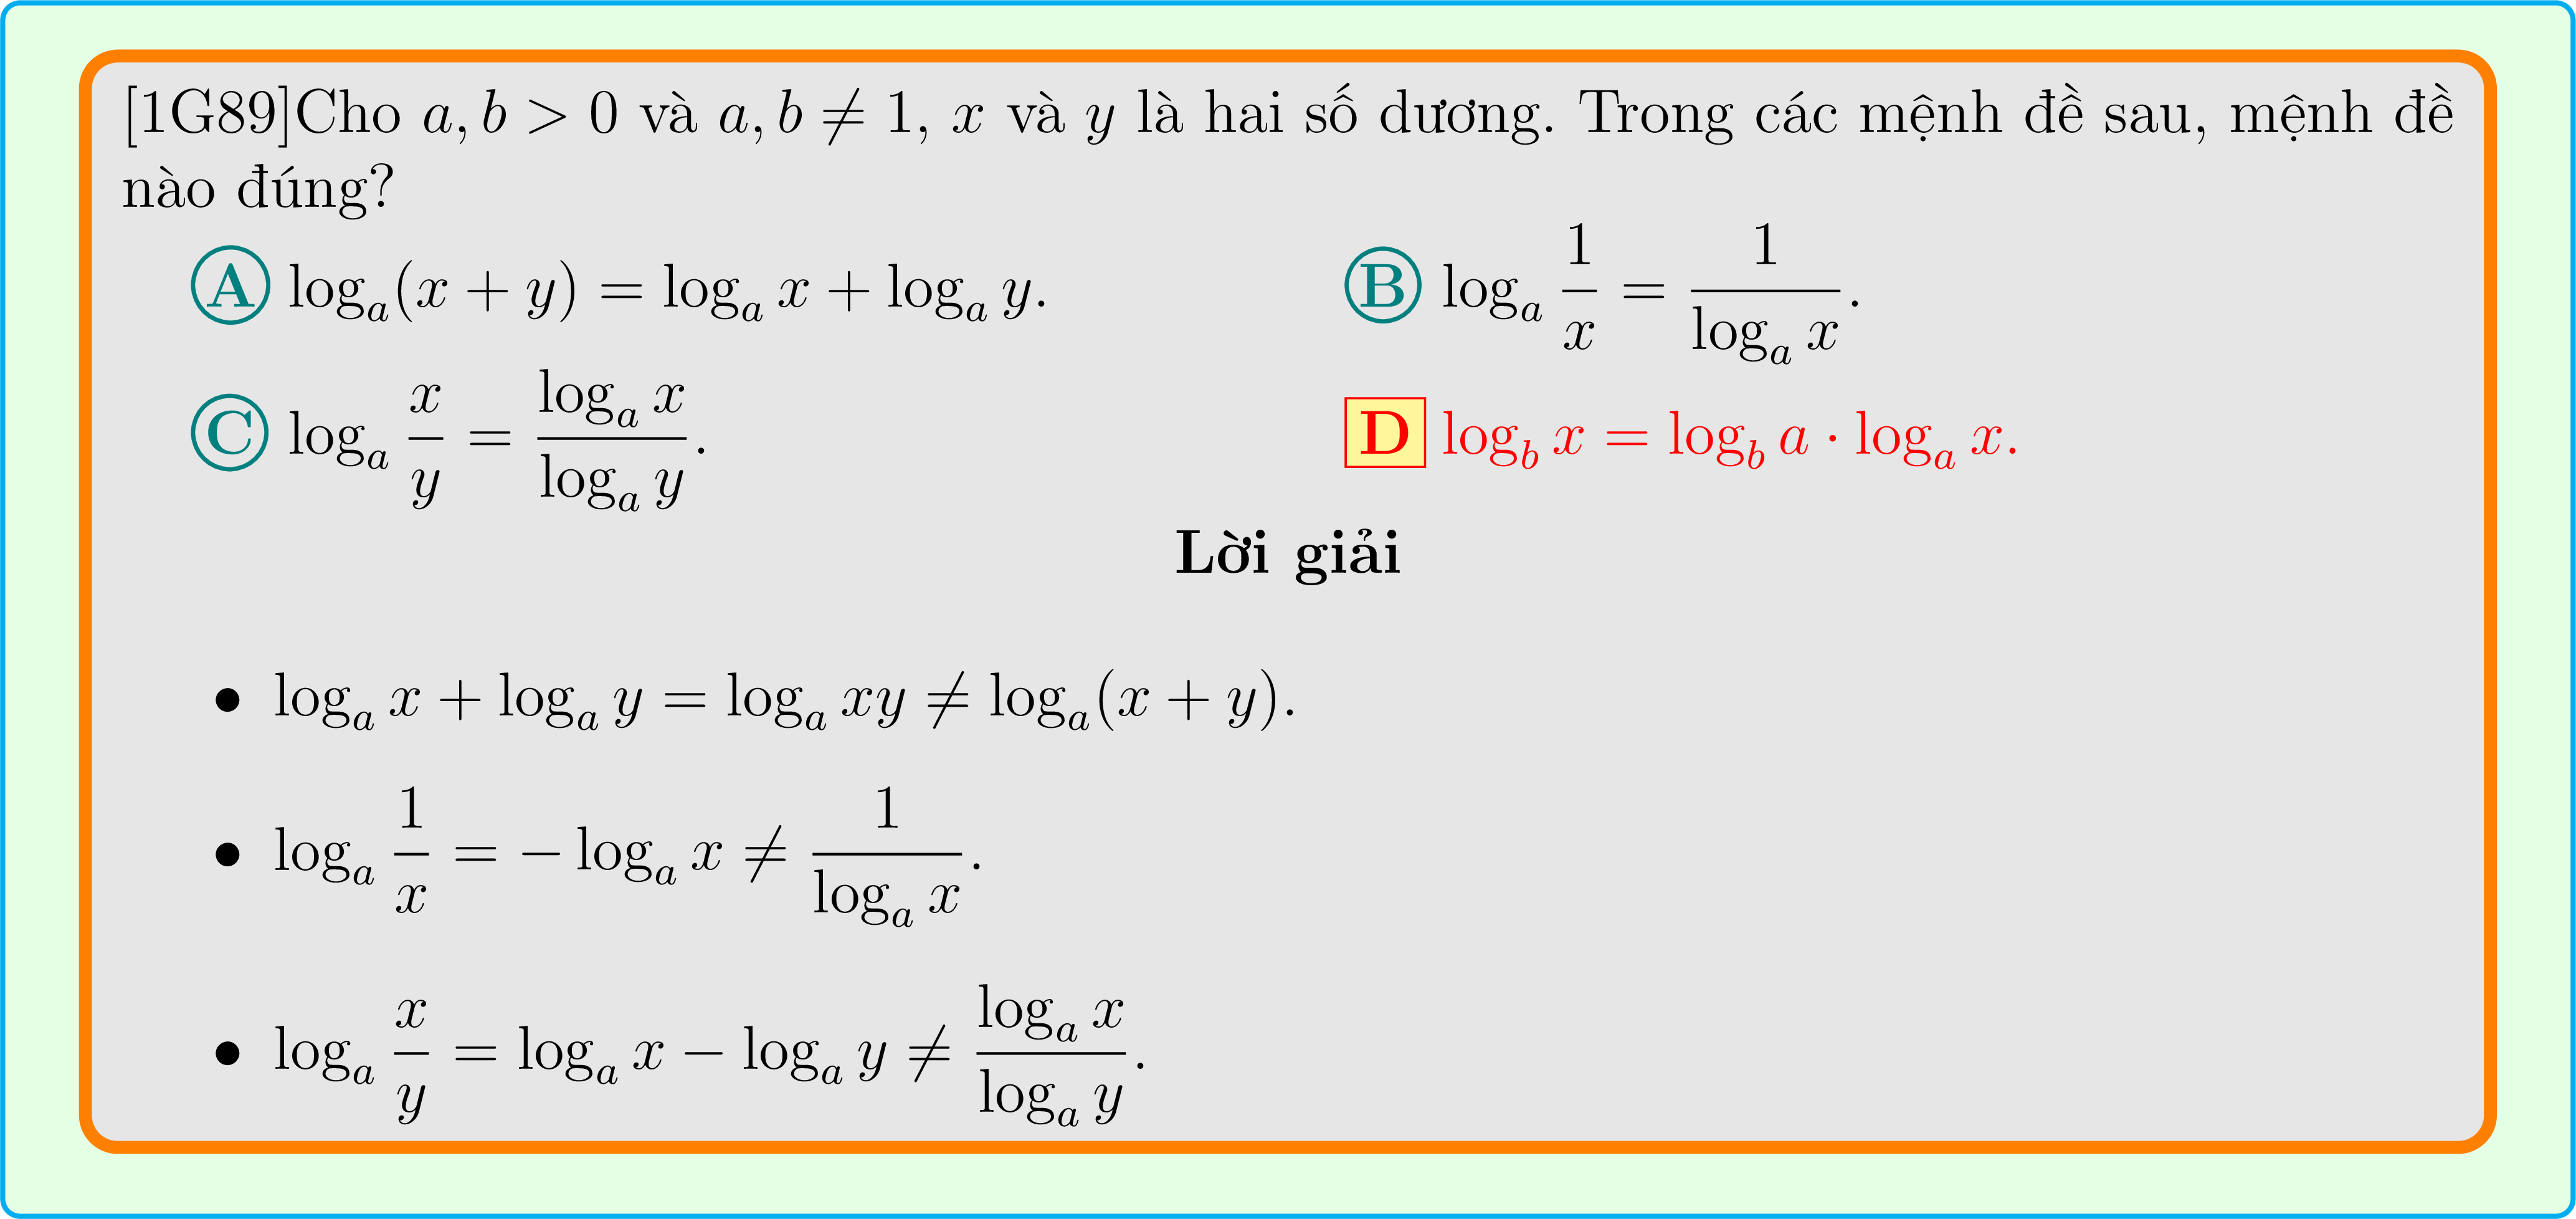 [1G89]Cho $a, b > 0$ và $a, b \neq 1$, $x$ và $y$ là hai số dương. Trong các mệnh đề sau, mệnh đề
nào đúng?
A $\log_a(x + y) = \log_a x + \log_a y$. B $\log_a \frac{1}{x} = \frac{1}{\log_a x}$.
C $\log_a \frac{x}{y} = \frac{\log_a x}{\log_a y}$. D $\log_b x = \log_b a \cdot \log_a x$.
Lời giải
• $\log_a x + \log_a y = \log_a xy \neq \log_a(x + y)$.
• $\log_a \frac{1}{x} = -\log_a x \neq \frac{1}{\log_a x}$.
• $\log_a \frac{x}{y} = \log_a x - \log_a y \neq \frac{\log_a x}{\log_a y}$.